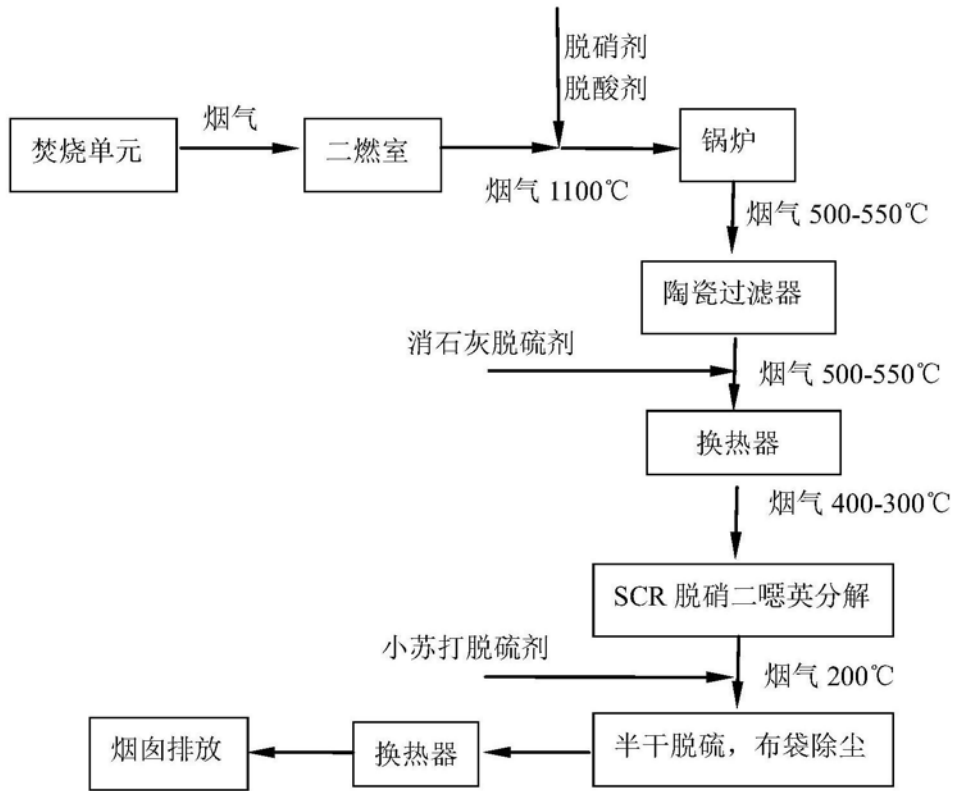 脱硝剂
脱酸剂
焚烧单元
烟气
二燃室
烟气 1100℃
锅炉
烟气 500-550℃
陶瓷过滤器
消石灰脱硫剂
烟气 500-550℃
换热器
烟气 400-300℃
SCR 脱硝二噁英分解
小苏打脱硫剂
烟气 200℃
半干脱硫，布袋除尘
换热器
烟囱排放